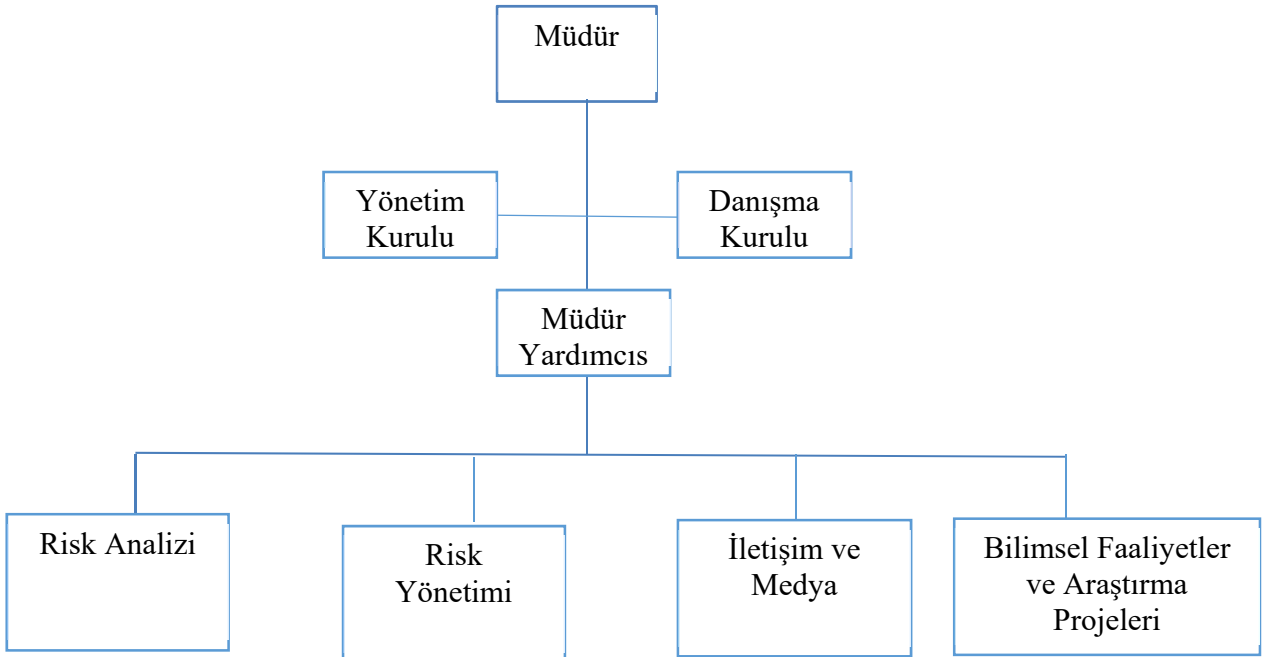 Müdür
Yönetim
Kurulu
Danışma
Kurulu
Müdür
Yardımcıs
Risk Analizi
Risk
Yönetimi
İletişim ve
Medya
Bilimsel Faaliyetler
ve Araştırma
Projeleri